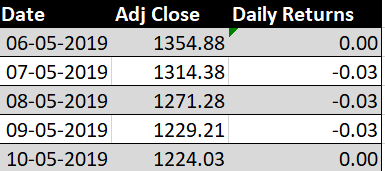 Date Adj Close Daily Returns
06-05-2019 1354.88 0.00
07-05-2019 1314.38 -0.03
08-05-2019 1271.28 -0.03
09-05-2019 1229.21 -0.03
10-05-2019 1224.03 0.00